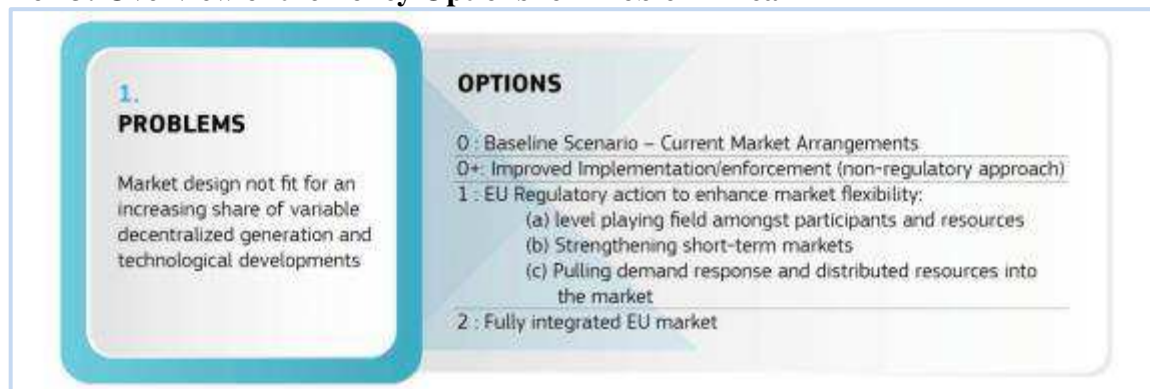 1.
PROBLEMS
Market design not fit for an
increasing share of variable
decentralized generation and
technological developments
OPTIONS
0 : Baseline Scenario – Current Market Arrangements
0+: Improved Implementation/enforcement (non-regulatory approach)
1 : EU Regulatory action to enhance market flexibility:
(a) level playing field amongst participants and resources
(b) Strengthening short-term markets
(c) Pulling demand response and distributed resources into
the market
2 : Fully integrated EU market